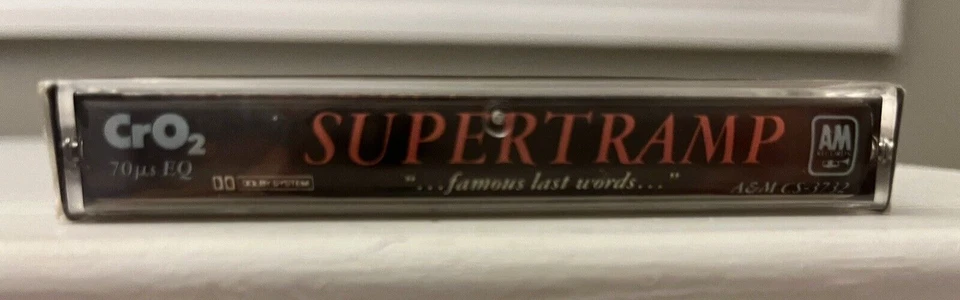 CrO2
70µs EQ
DOLBY SYSTEM
SUPERTRAMP
"...famous last words..."
AM
A&M CS-3732